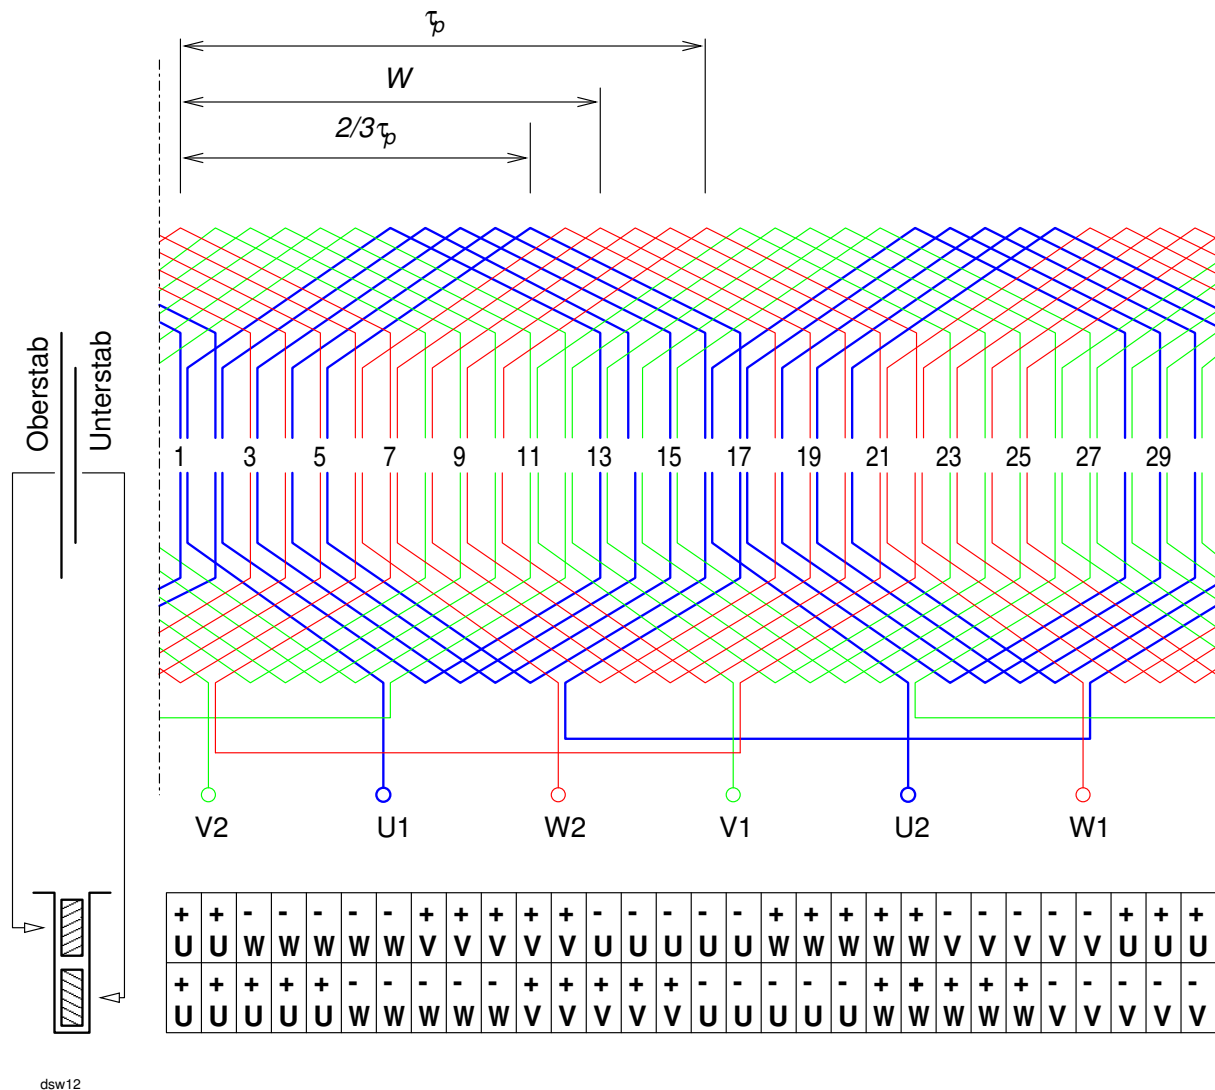 τp
W
2/3τp
Oberstab
Unterstab
1 3 5 7 9 11 13 15 17 19 21 23 25 27 29
V2 U1 W2 V1 U2 W1
+ + - - - - - + + + + + - - - - - + + + + + - - - - - + + +
U U W W W W W V V V V V U U U U U W W W W W V V V V V U U U
+ + + + + - - - - - + + + + + - - - - - + + + + + - - - - -
U U U U U W W W W W V V V V V U U U U U W W W W W V V V V V
dsw12